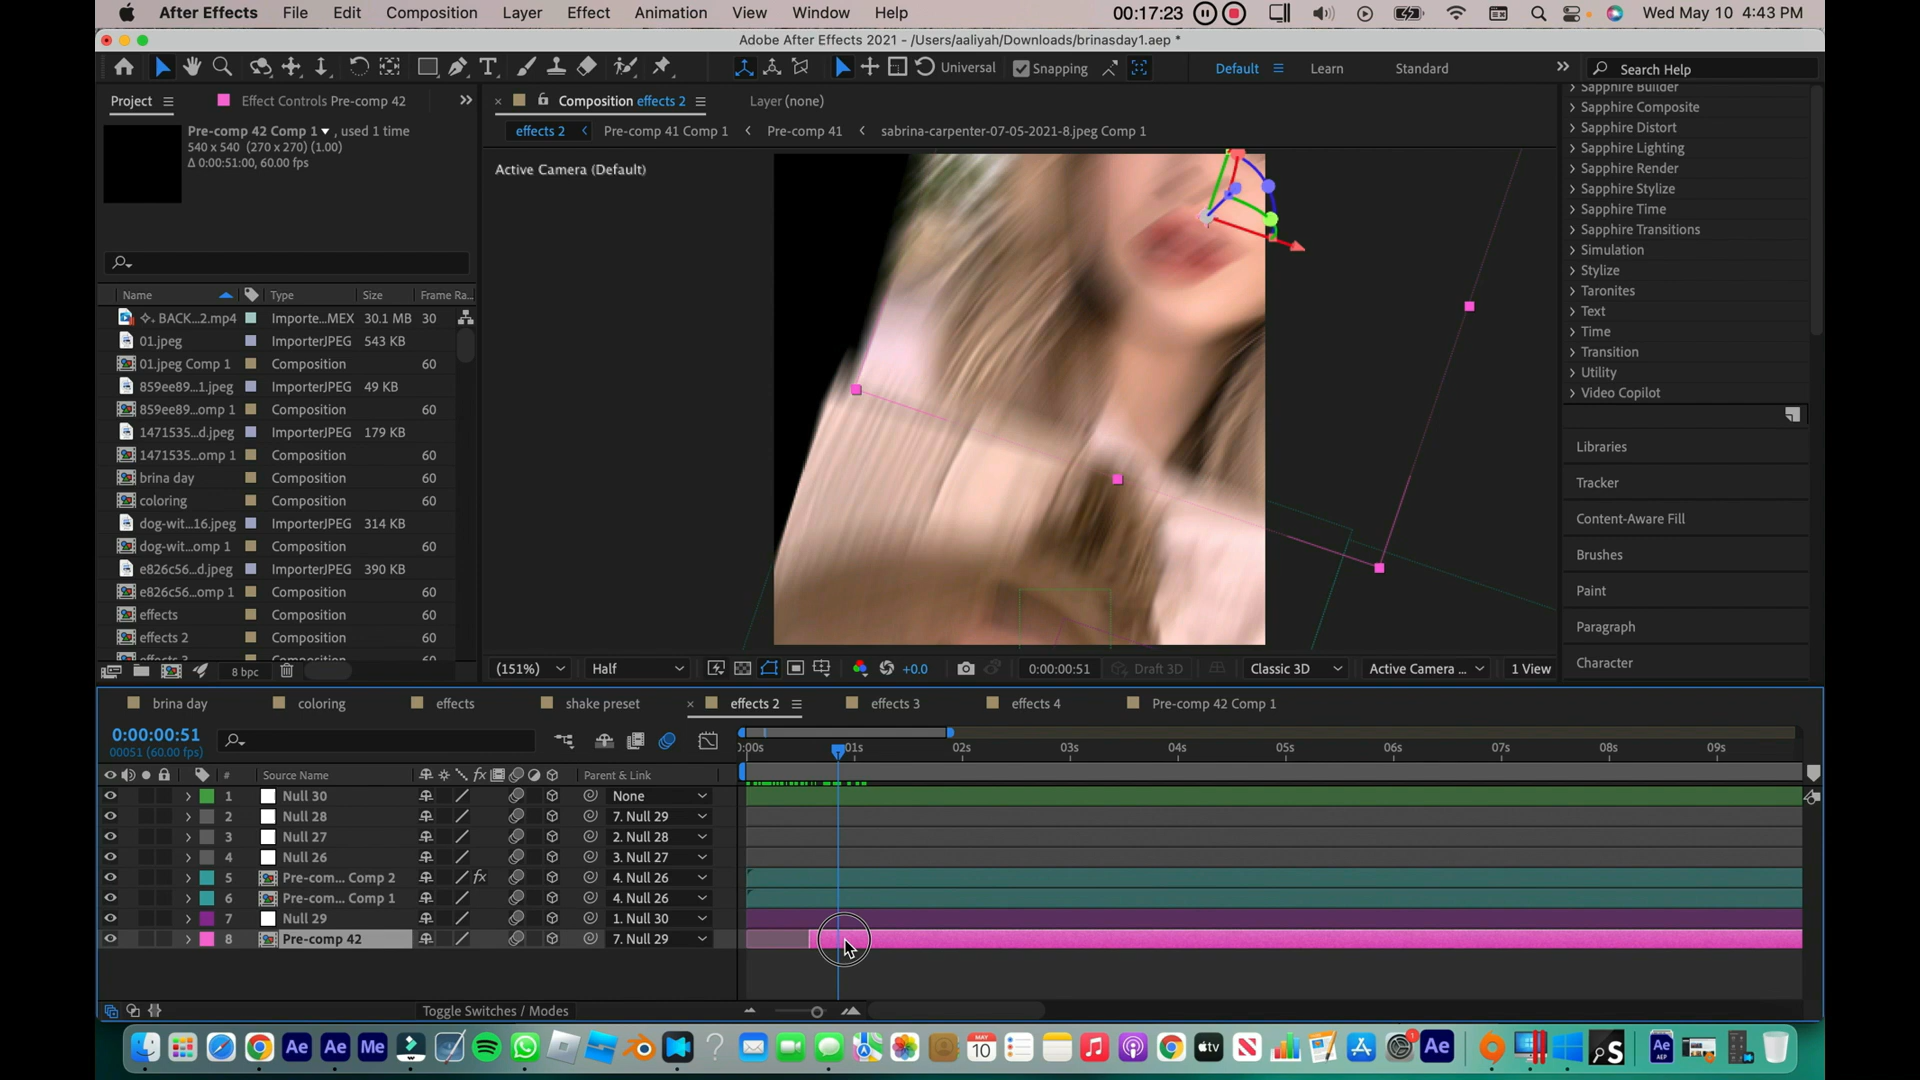 After Effects File Edit Composition Layer Effect Animation View Window Help 00:17:23 Wed May 10 4:43 PM
Adobe After Effects 2021 - /Users/aaliyah/Downloads/brinasday1.aep *
Universal Snapping Default Learn Standard Search Help
Project Effect Controls Pre-comp 42
Composition effects 2 Layer (none)
Pre-comp 42 Comp 1 , used 1 time
540 x 540 (270 x 270) (1.00)
Δ 0:00:51:00, 60.00 fps
effects 2 Pre-comp 41 Comp 1 Pre-comp 41 sabrina-carpenter-07-05-2021-8.jpeg Comp 1
Active Camera (Default)
Name Type Size Frame Ra...
BACK...2.mp4 Importe...MEX 30.1 MB 30
01.jpeg ImporterJPEG 543 KB
01.jpeg Comp 1 Composition 60
859ee89...1.jpeg ImporterJPEG 49 KB
859ee89...omp 1 Composition 60
1471535...d.jpeg ImporterJPEG 179 KB
1471535...omp 1 Composition 60
brina day Composition 60
coloring Composition 60
dog-wit...16.jpeg ImporterJPEG 314 KB
dog-wit...omp 1 Composition 60
e826c56...d.jpeg ImporterJPEG 390 KB
e826c56...omp 1 Composition 60
effects Composition 60
effects 2 Composition 60
effects 3 Composition 60
8 bpc
Sapphire Builder
Sapphire Composite
Sapphire Distort
Sapphire Lighting
Sapphire Render
Sapphire Stylize
Sapphire Time
Sapphire Transitions
Simulation
Stylize
Taronites
Text
Time
Transition
Utility
Video Copilot
Libraries
Tracker
Content-Aware Fill
Brushes
Paint
Paragraph
Character
(151%) Half +0.0 0:00:00:51 Draft 3D Classic 3D Active Camera ... 1 View
brina day coloring effects shake preset effects 2 effects 3 effects 4 Pre-comp 42 Comp 1
0:00:00:51
00051 (60.00 fps)
):00s 01s 02s 03s 04s 05s 06s 07s 08s 09s
# Source Name fx Parent & Link
1 Null 30 None
2 Null 28 7. Null 29
3 Null 27 2. Null 28
4 Null 26 3. Null 27
5 Pre-com... Comp 2 fx 4. Null 26
6 Pre-com... Comp 1 4. Null 26
7 Null 29 1. Null 30
8 Pre-comp 42 7. Null 29
Toggle Switches / Modes
Ae Ae Me MAY 10 tv 1 Ae S Ae AEP